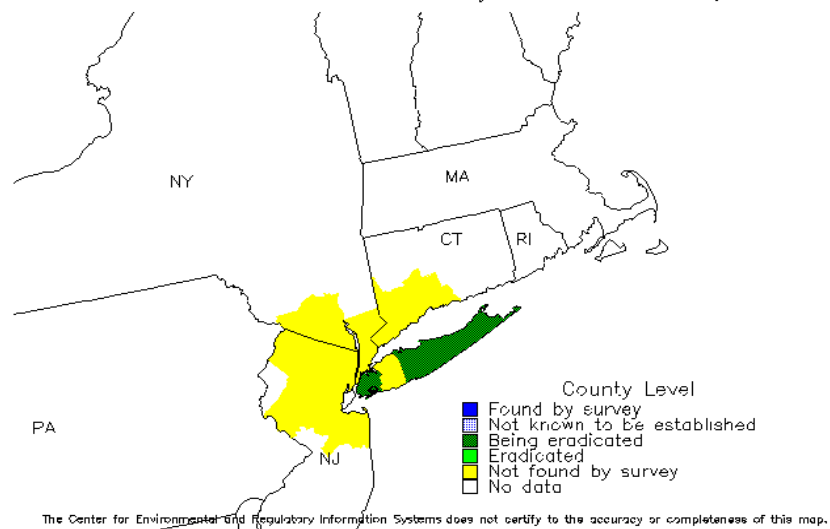 NY
MA
CT
RI
PA
NJ
County Level
Found by survey
Not known to be established
Being eradicated
Eradicated
Not found by survey
No data
The Center for Environmental and Regulatory Information Systems does not certify to the accuracy or completeness of this map.